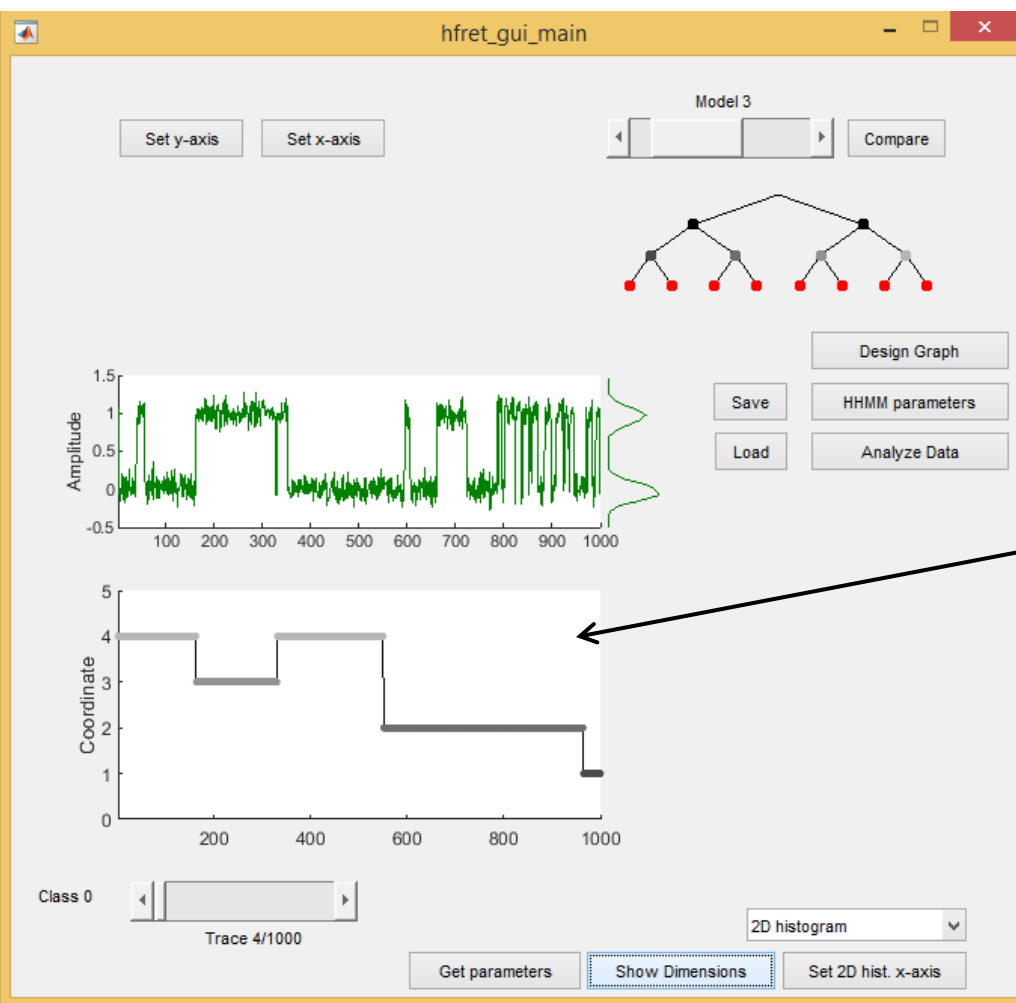 hfret_gui_main
Model 3
Set y-axis
Set x-axis
Compare
Design Graph
Save
HHMM parameters
Load
Analyze Data
Amplitude
1.5
1
0.5
0
-0.5
100 200 300 400 500 600 700 800 900 1000
Coordinate
5
4
3
2
1
0
200 400 600 800 1000
Class 0
Trace 4/1000
2D histogram
Get parameters
Show Dimensions
Set 2D hist. x-axis